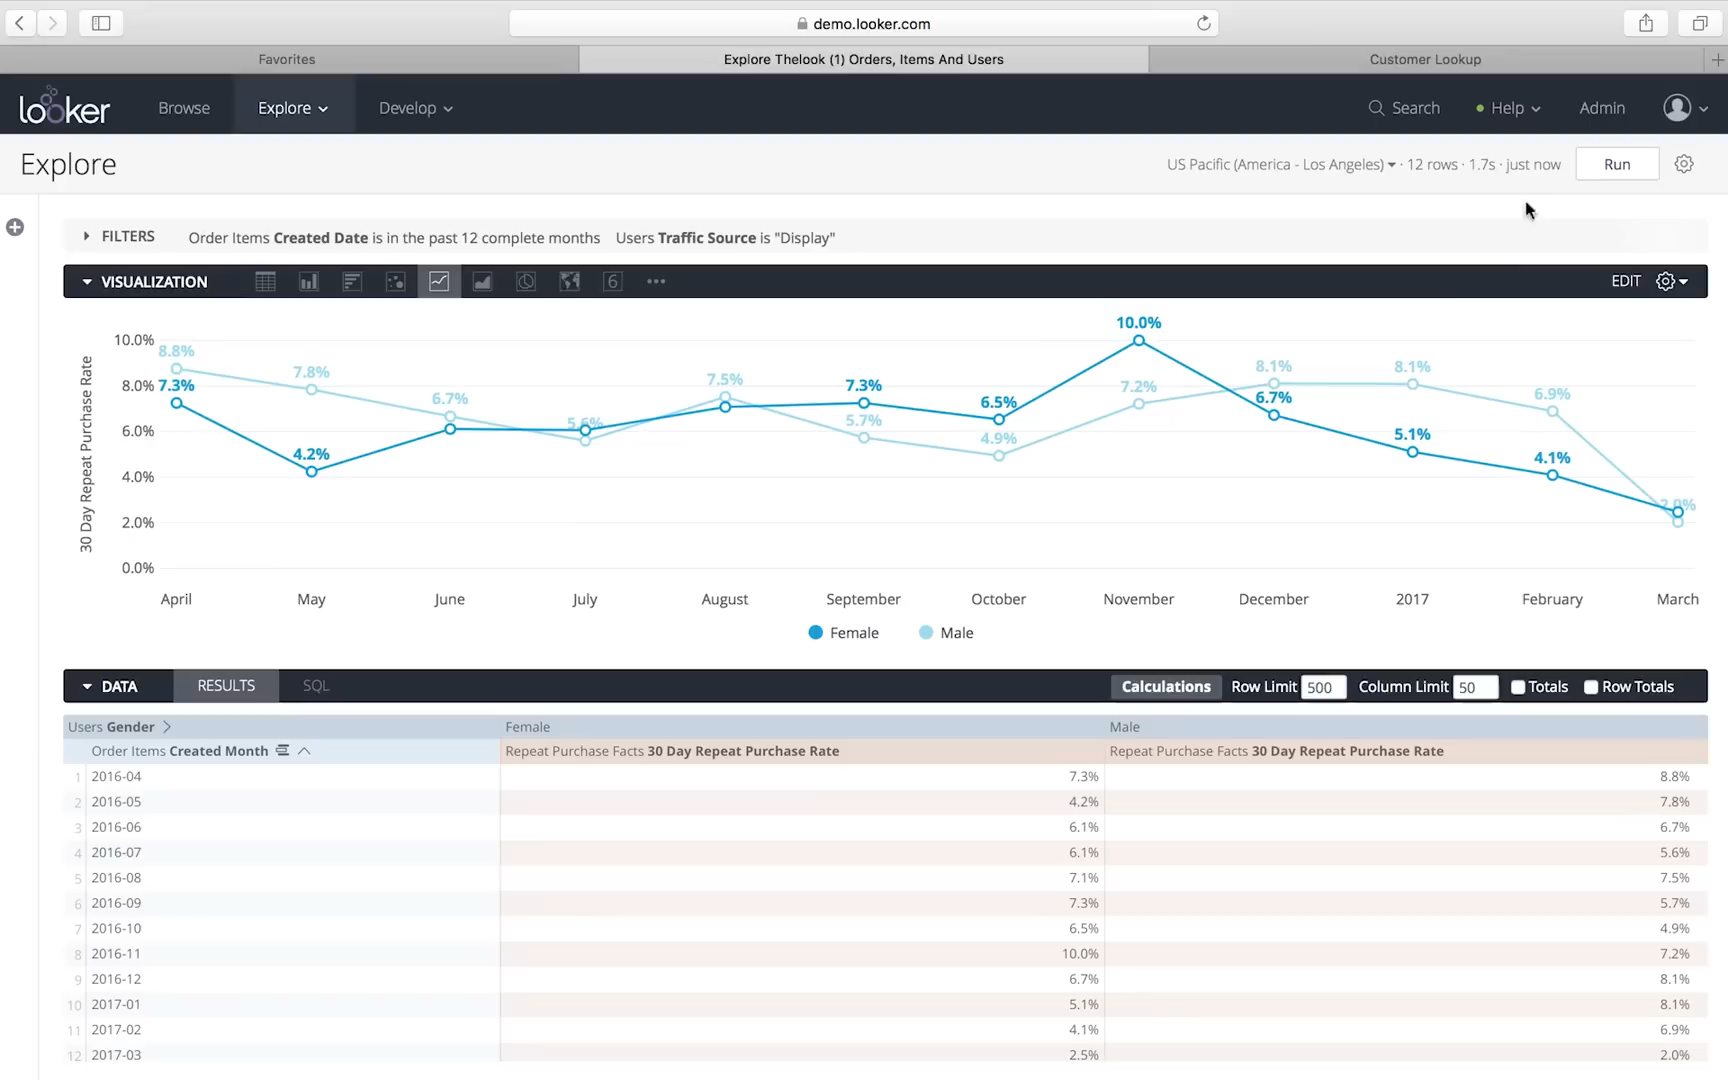 demo.looker.com
Favorites
Explore Thelook (1) Orders, Items And Users
Customer Lookup
looker
Browse
Explore
Develop
Search
Help
Admin
Explore
US Pacific (America - Los Angeles) · 12 rows · 1.7s · just now
Run
FILTERS
Order Items Created Date is in the past 12 complete months Users Traffic Source is "Display"
VISUALIZATION
6
EDIT
30 Day Repeat Purchase Rate
10.0%
8.0%
6.0%
4.0%
2.0%
0.0%
8.8%
7.3%
7.8%
4.2%
6.7%
5.6%
7.5%
7.3%
5.7%
6.5%
4.9%
10.0%
7.2%
8.1%
6.7%
8.1%
5.1%
6.9%
4.1%
2.0%
April May June July August September October November December 2017 February March
Female Male
DATA RESULTS SQL
Calculations Row Limit 500 Column Limit 50 Totals Row Totals
Users Gender Female Male
Order Items Created Month Repeat Purchase Facts 30 Day Repeat Purchase Rate Repeat Purchase Facts 30 Day Repeat Purchase Rate
1 2016-04 7.3% 8.8%
2 2016-05 4.2% 7.8%
3 2016-06 6.1% 6.7%
4 2016-07 6.1% 5.6%
5 2016-08 7.1% 7.5%
6 2016-09 7.3% 5.7%
7 2016-10 6.5% 4.9%
8 2016-11 10.0% 7.2%
9 2016-12 6.7% 8.1%
10 2017-01 5.1% 8.1%
11 2017-02 4.1% 6.9%
12 2017-03 2.5% 2.0%